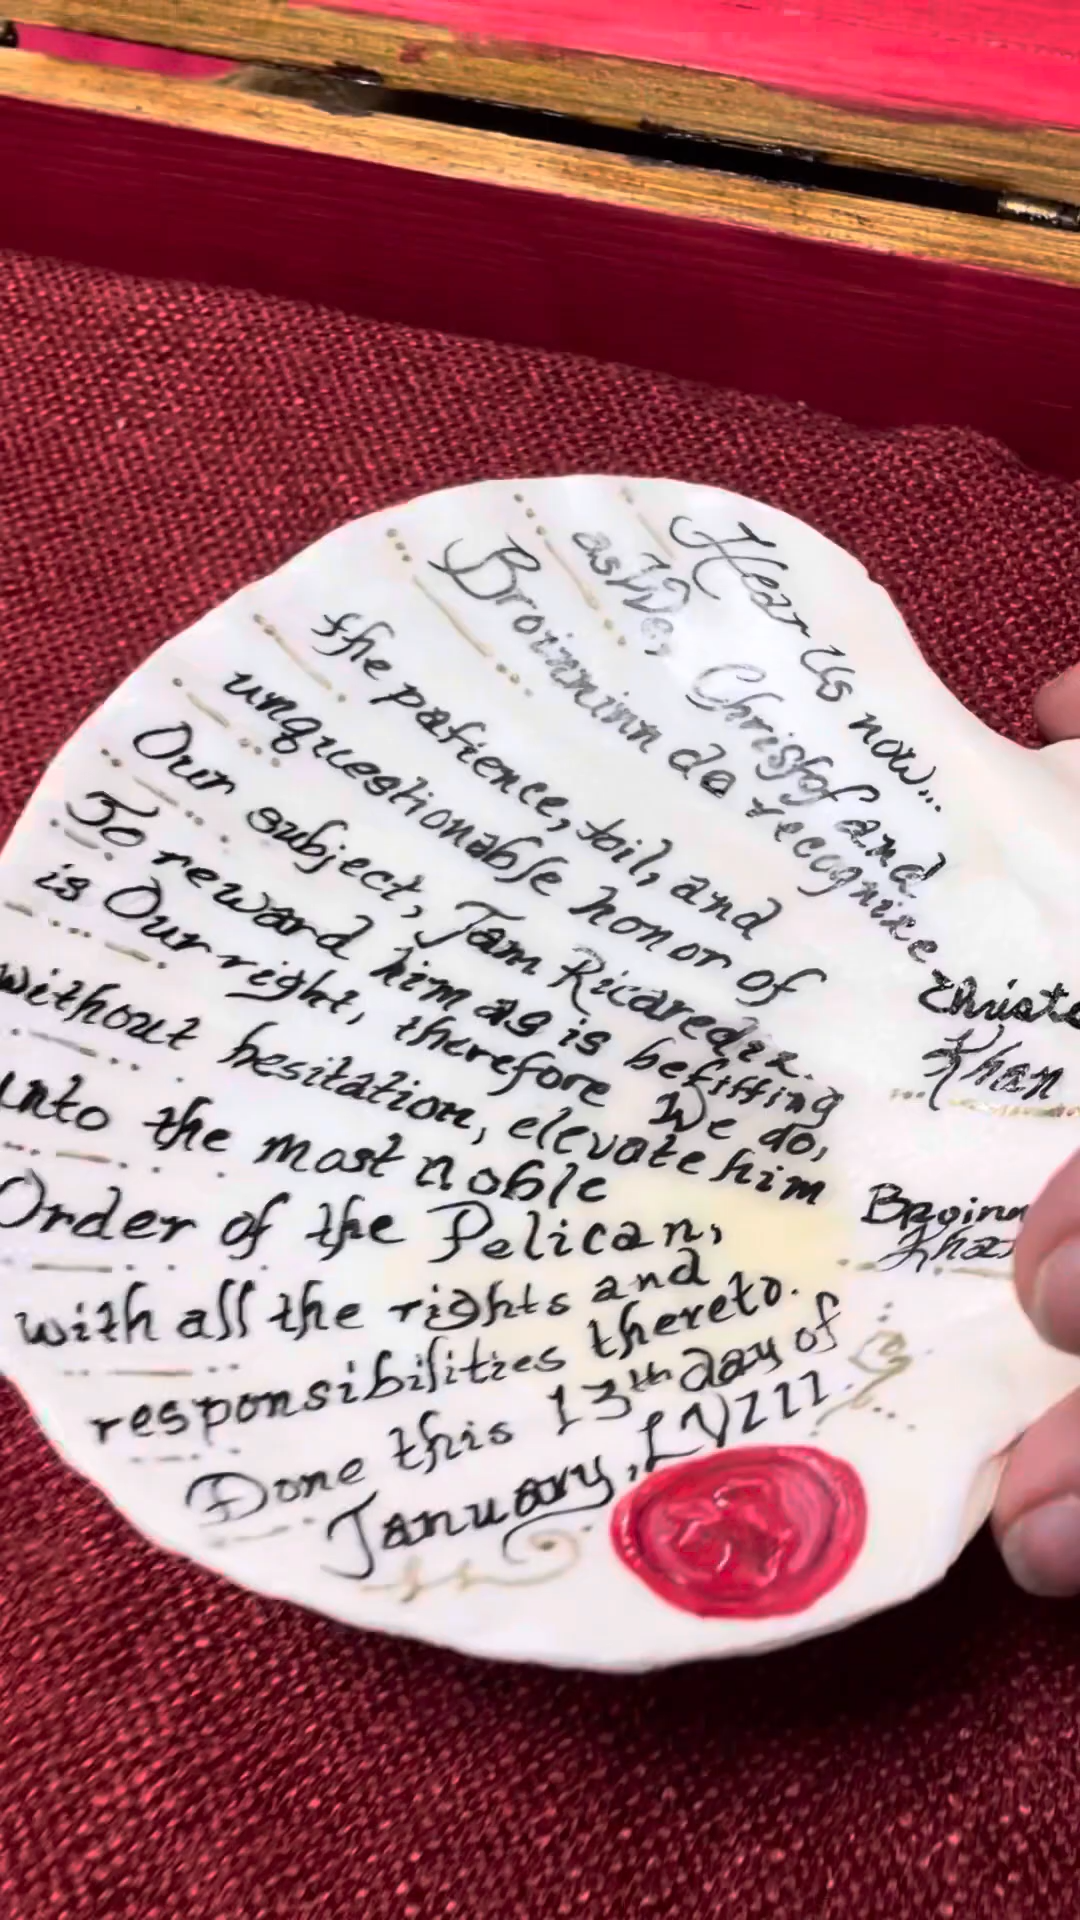 Hear Us now...
as We, Christof and
Broinninn do recognize
the patience, toil, and
unquestionable honor of
Our subject, Jam Ricaredix.
To reward him as is befitting
is Our right, therefore We do,
without hesitation, elevate him
unto the most noble
Order of the Pelican,
with all the rights and
responsibilities thereto.
Done this 13th day of
January, LVIII
Khan